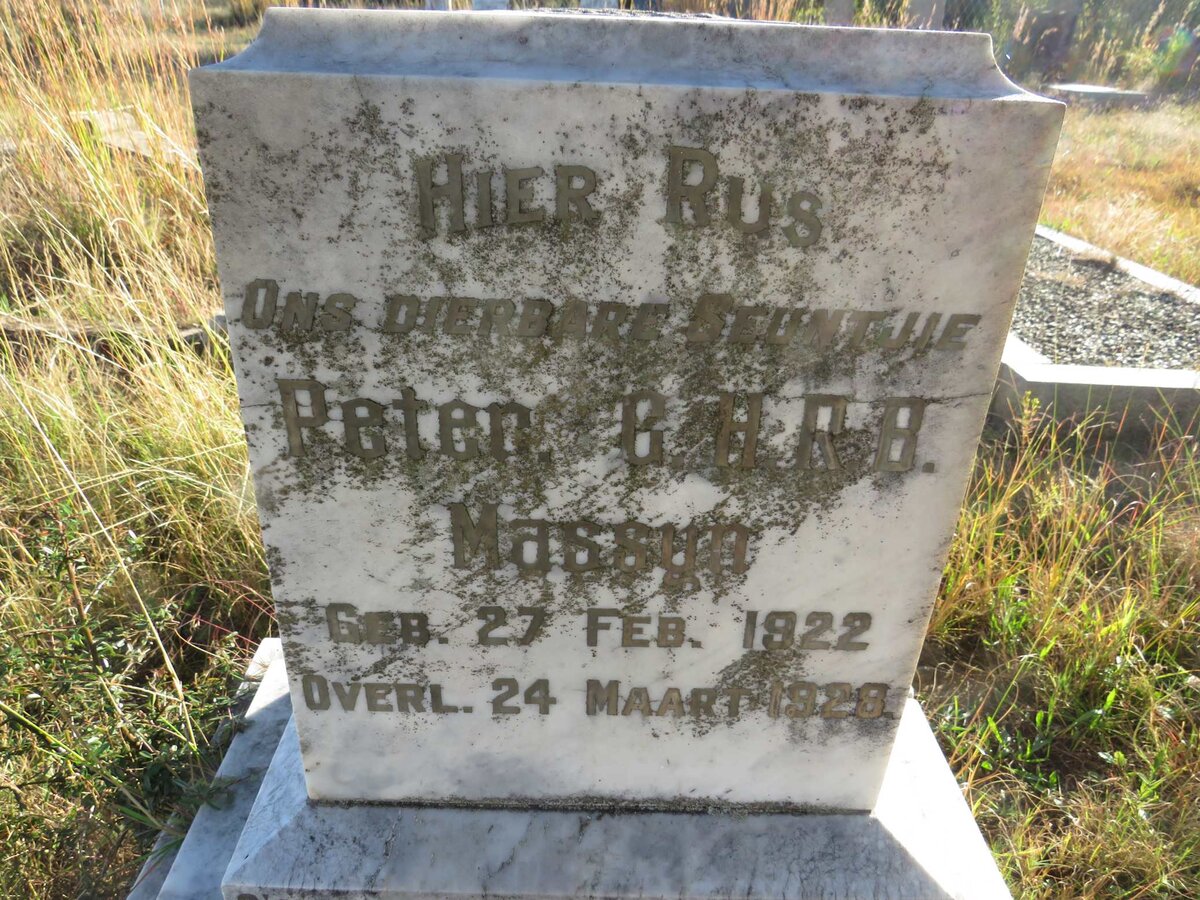 Hier Rus
Ons dierbare Seuntjie
Peter. G.H.R.B.
Massyn
Geb. 27 Feb. 1922
Overl. 24 Maart 1928.